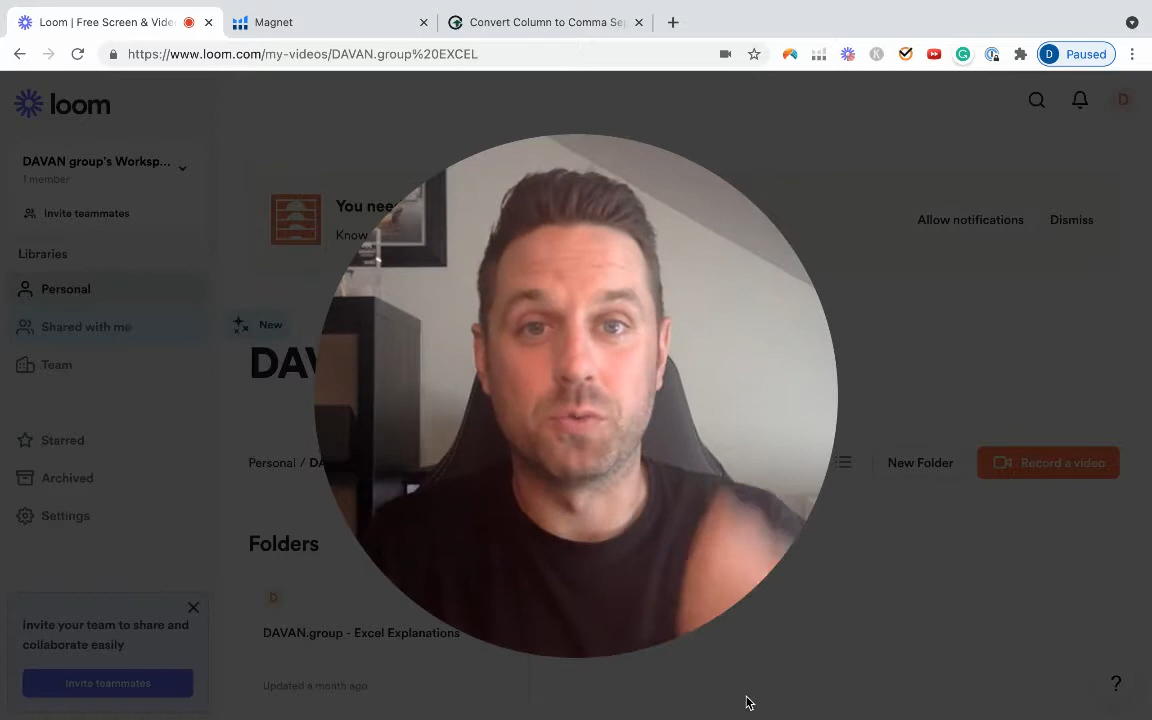 Loom | Free Screen & Vide
Magnet
Convert Column to Comma Se
https://www.loom.com/my-videos/DAVAN.group%20EXCEL
D
Paused
loom
D
DAVAN group's Worksp...
1 member
Invite teammates
You nee
Know
Allow notifications
Dismiss
Libraries
Personal
Shared with me
New
Team
DAV
Personal / DA
New Folder
Record a video
Starred
Archived
Settings
Folders
D
DAVAN.group - Excel Explanations
Updated a month ago
Invite your team to share and
collaborate easily
Invite teammates
?